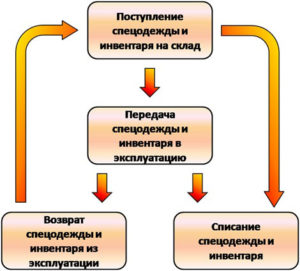 Поступление
спецодежды и
инвентаря на склад
Передача
спецодежды и
инвентаря в
эксплуатацию
Возврат
спецодежды и
инвентаря из
эксплуатации
Списание
спецодежды и
инвентаря